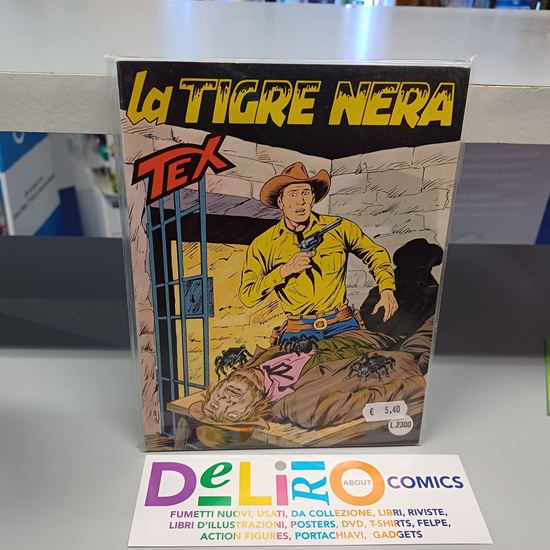 la TIGRE NERA
TEX
€ 5,40
L.2300
DeLiRiO
ABOUT
COMICS
FUMETTI NUOVI, USATI, DA COLLEZIONE, LIBRI, RIVISTE,
LIBRI D'ILLUSTRAZIONI, POSTERS, DVD, T-SHIRTS, FELPE,
ACTION FIGURES, PORTACHIAVI, GADGETS